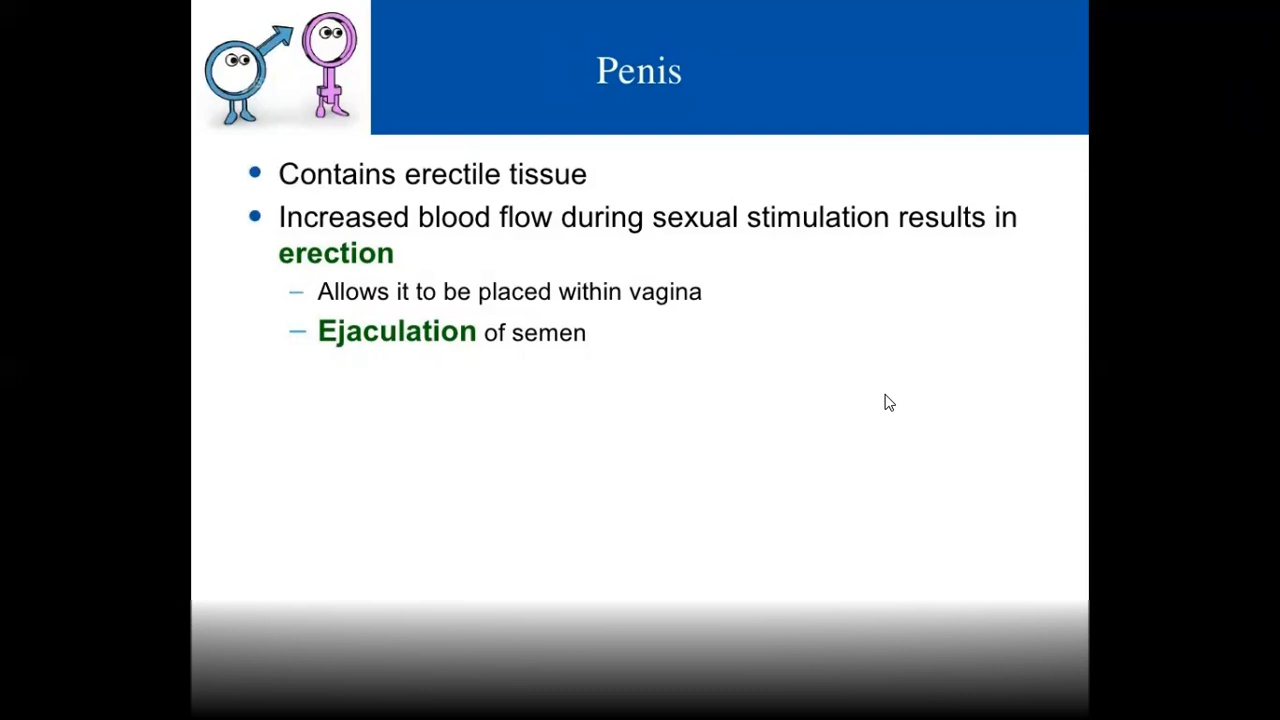 Penis
Contains erectile tissue
Increased blood flow during sexual stimulation results in
erection
– Allows it to be placed within vagina
– Ejaculation of semen